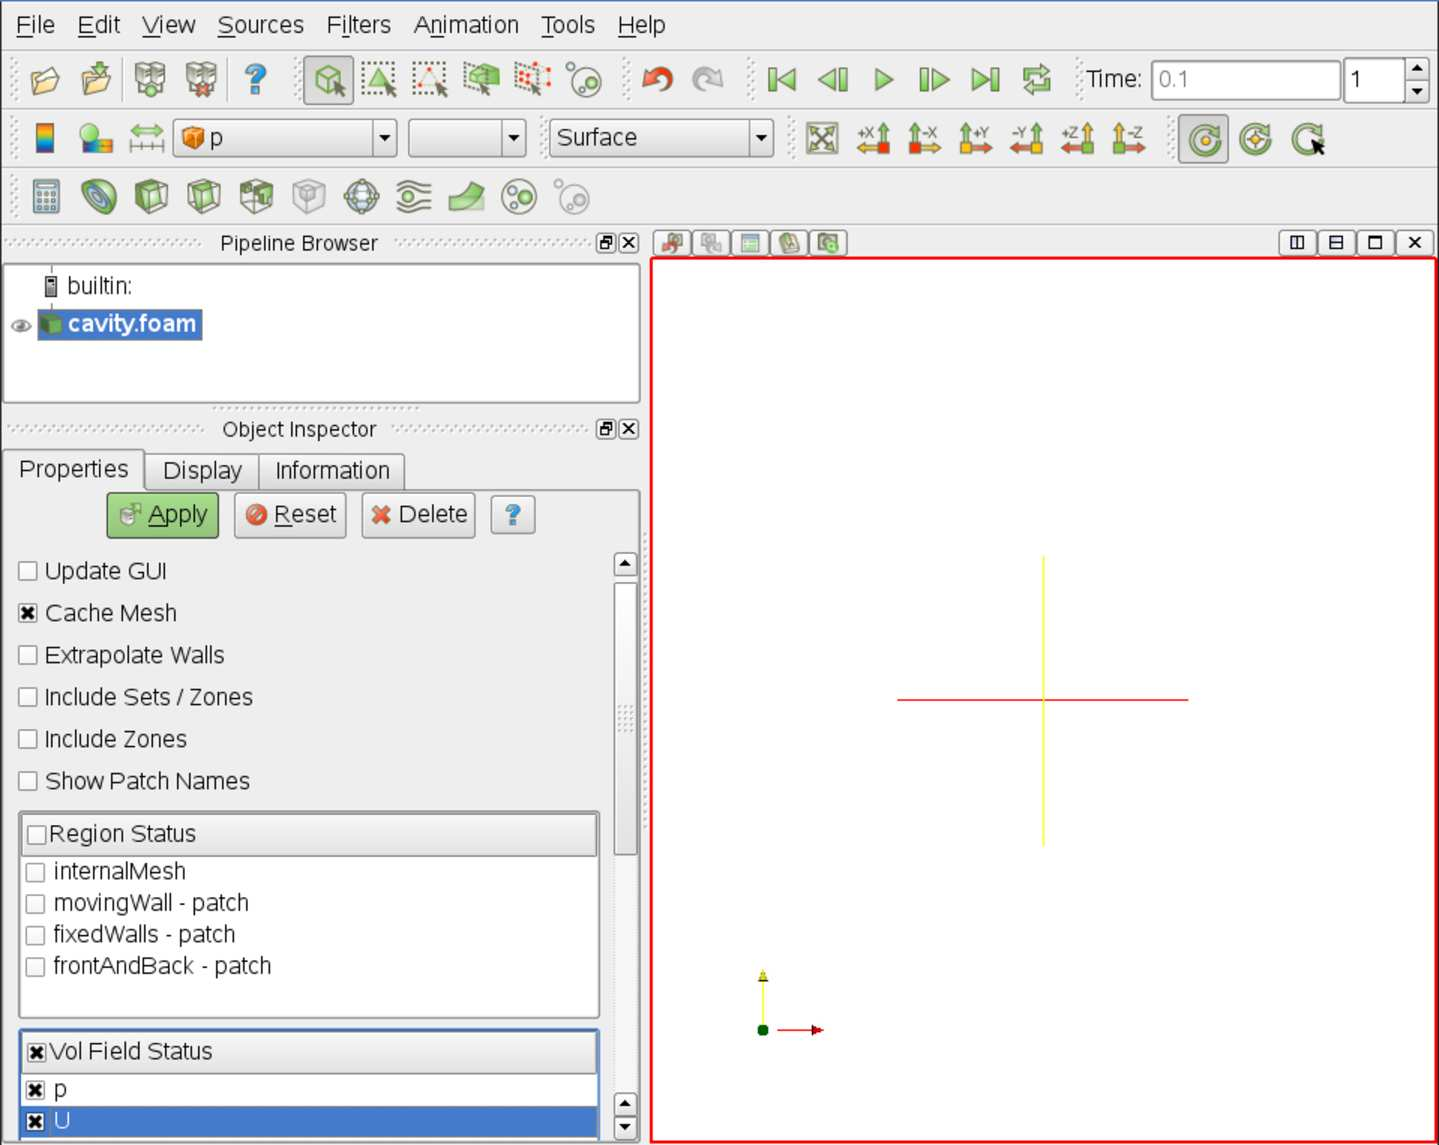 File Edit View Sources Filters Animation Tools Help
? Time: 0.1 1
p Surface +X -X +Y -Y +Z -Z
Pipeline Browser
builtin:
cavity.foam
Object Inspector
Properties Display Information
Apply Reset Delete ?
Update GUI
Cache Mesh
Extrapolate Walls
Include Sets / Zones
Include Zones
Show Patch Names
Region Status
internalMesh
movingWall - patch
fixedWalls - patch
frontAndBack - patch
Vol Field Status
p
U